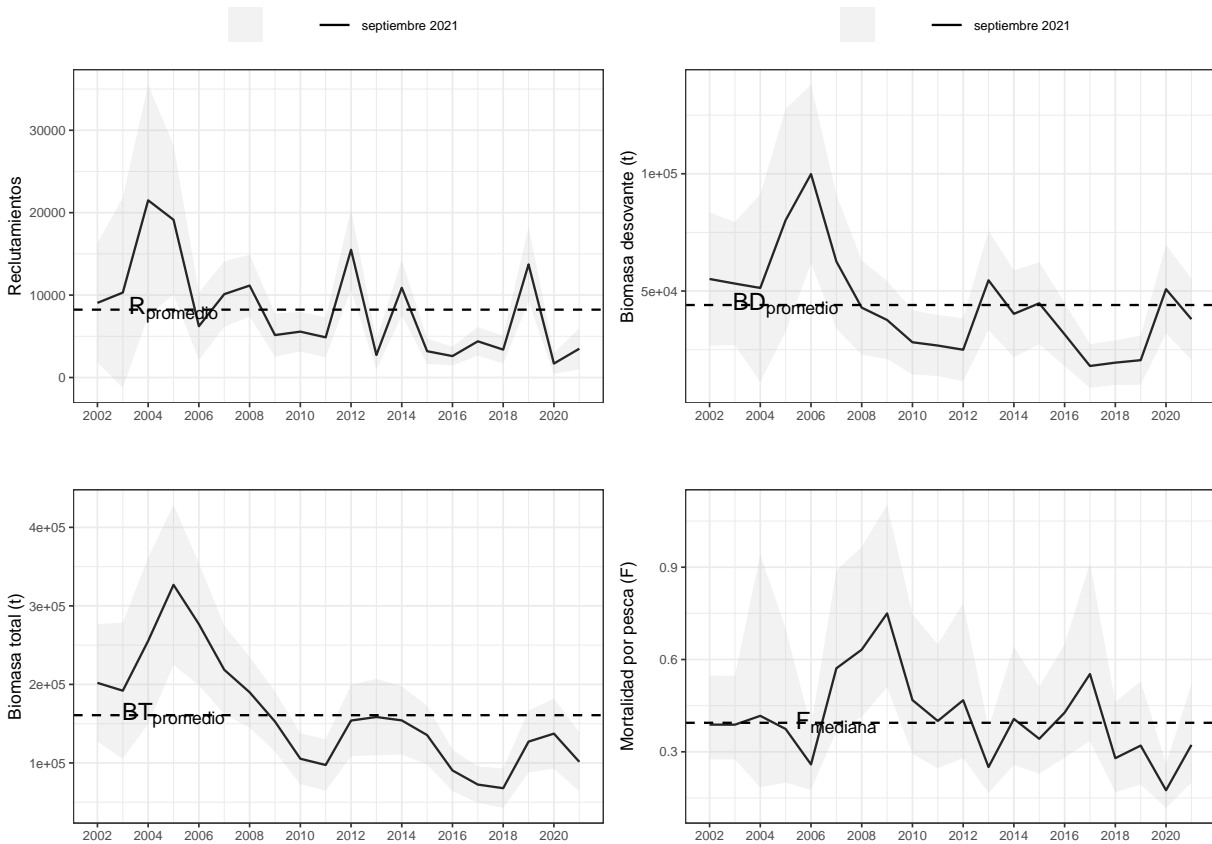 septiembre 2021
septiembre 2021
Reclutamientos
30000
20000
10000
0
R promedio
2002 2004 2006 2008 2010 2012 2014 2016 2018 2020
Biomasa desovante (t)
1e+05
5e+04
BD promedio
2002 2004 2006 2008 2010 2012 2014 2016 2018 2020
Biomasa total (t)
4e+05
3e+05
2e+05
1e+05
BT promedio
2002 2004 2006 2008 2010 2012 2014 2016 2018 2020
Mortalidad por pesca (F)
0.9
0.6
0.3
F mediana
2002 2004 2006 2008 2010 2012 2014 2016 2018 2020